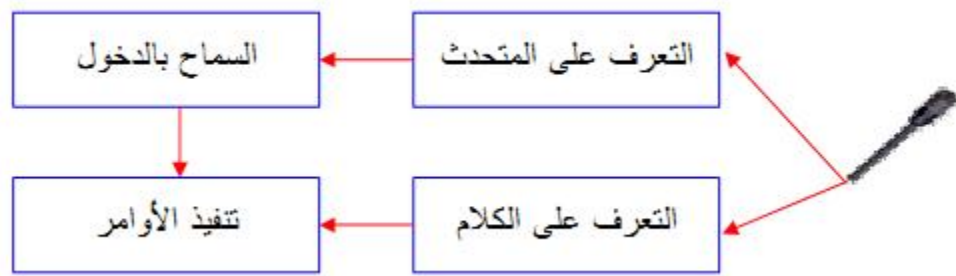 التعرف على المتحدث
السماح بالدخول
التعرف على الكلام
تنفيذ الأوامر